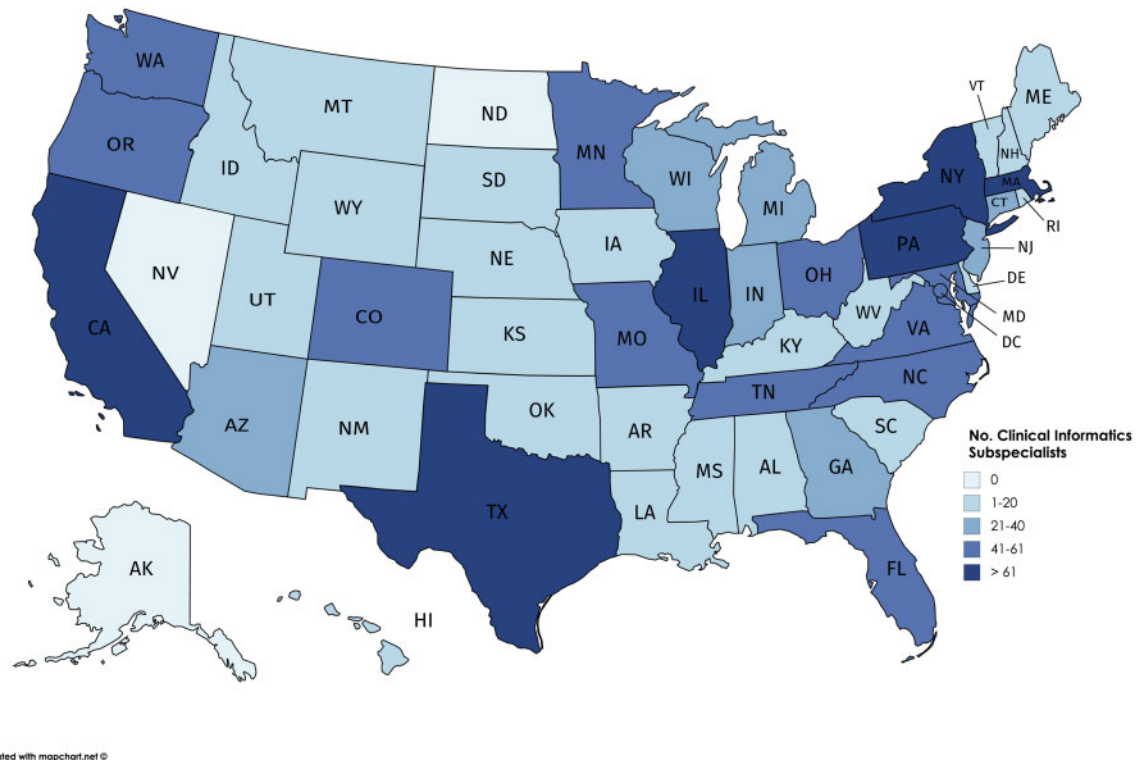 WA
OR
CA
NV
ID
MT
WY
UT
AZ
CO
NM
ND
SD
NE
KS
OK
TX
MN
IA
MO
AR
LA
WI
IL
MI
IN
OH
KY
TN
MS
AL
GA
FL
SC
NC
VA
WV
PA
NY
VT
NH
ME
MA
CT
RI
NJ
DE
MD
DC
AK
HI
No. Clinical Informatics
Subspecialists
0
1-20
21-40
41-61
> 61
with mapchart.net ©